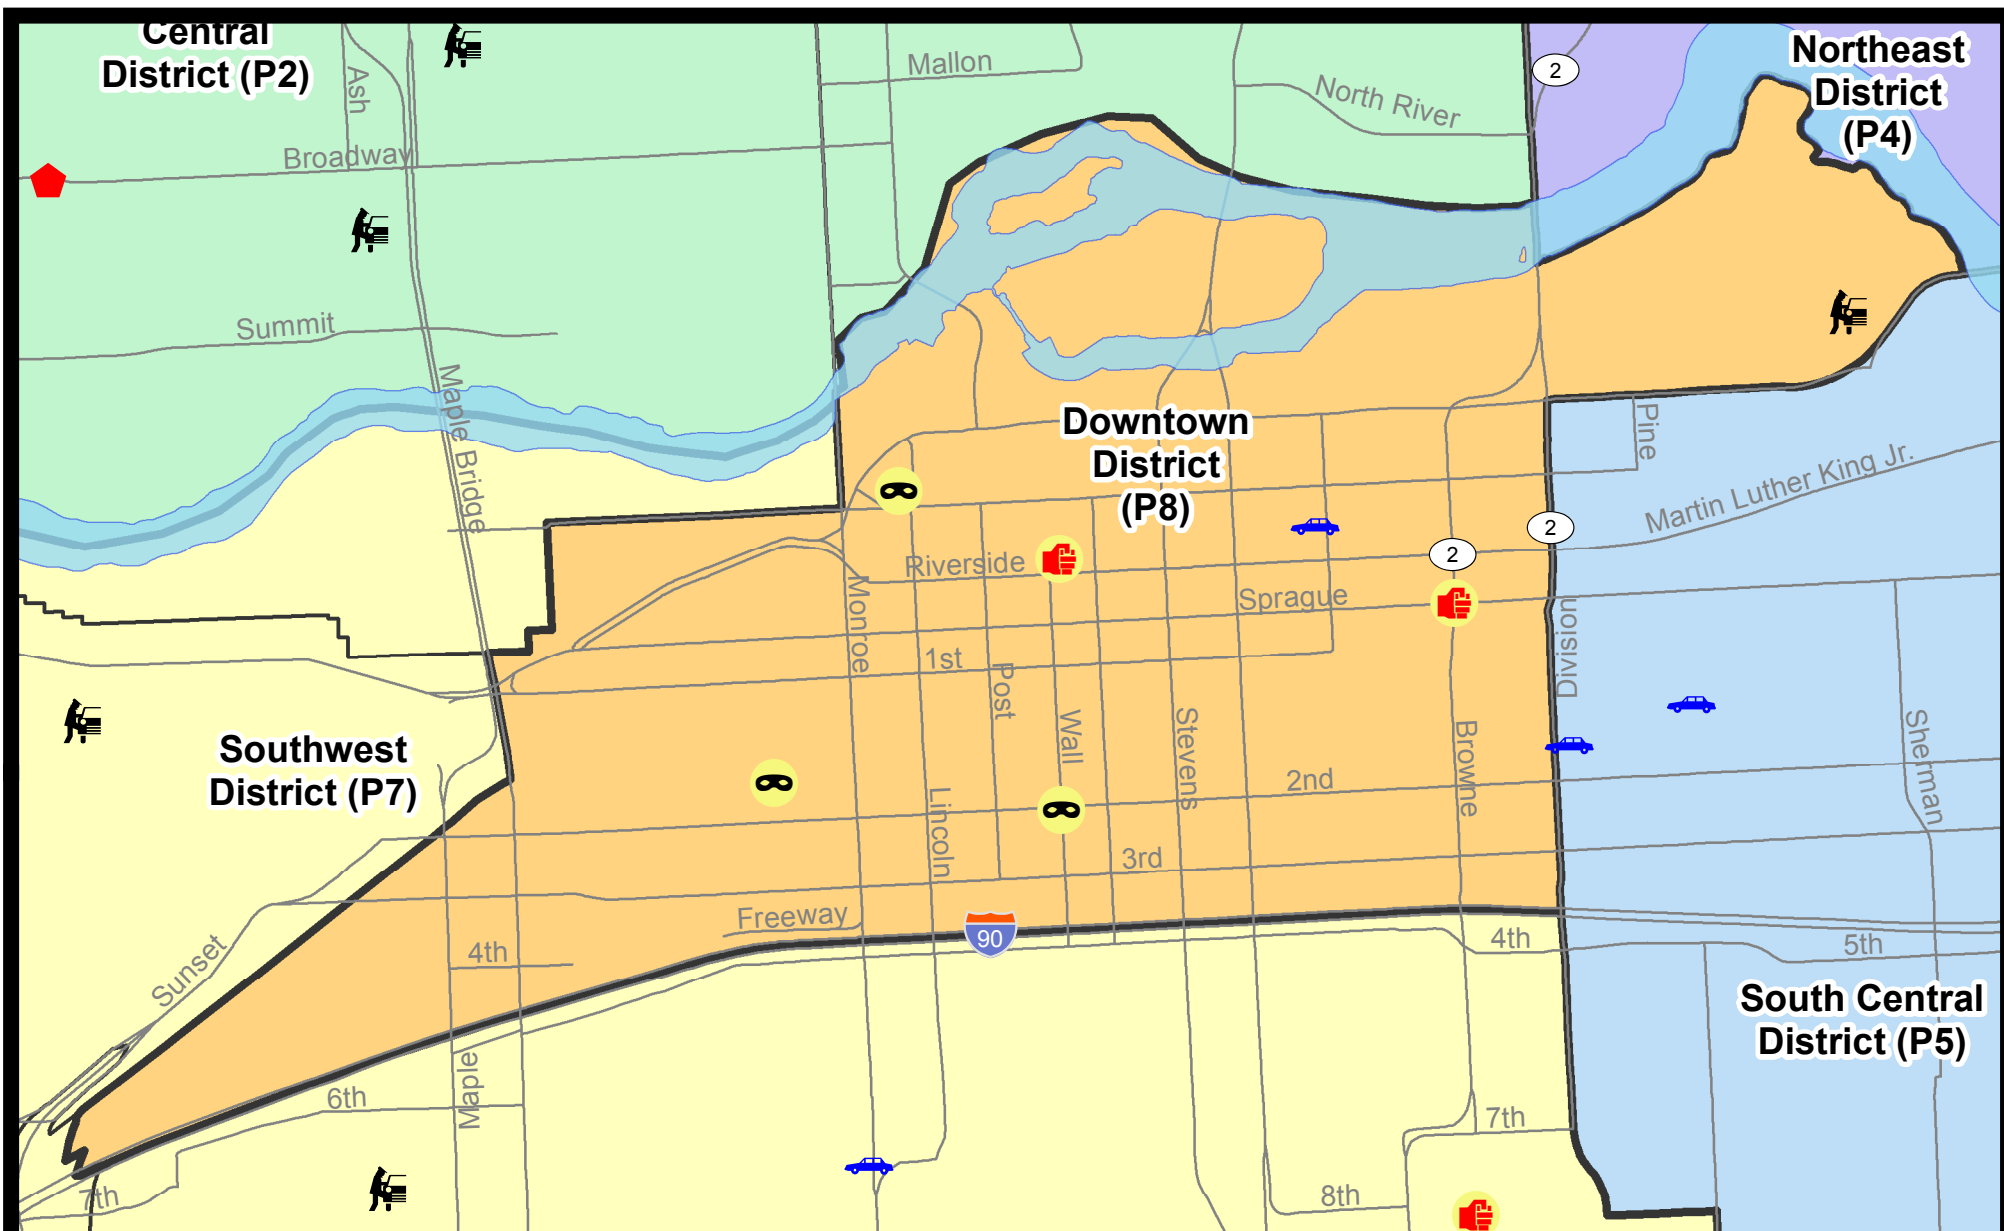 Central
District (P2)
Ash
Mallon
North River
2
Northeast
District
(P4)
Broadway
Summit
Maple Bridge
Downtown
District
(P8)
Pine
Martin Luther King Jr.
2
2
Riverside
Sprague
Monroe
1st
Post
Wall
Stevens
Browne
Division
Sherman
Southwest
District (P7)
2nd
Lincoln
3rd
Freeway
90
4th
4th
5th
Sunset
South Central
District (P5)
Maple
6th
7th
7th
8th